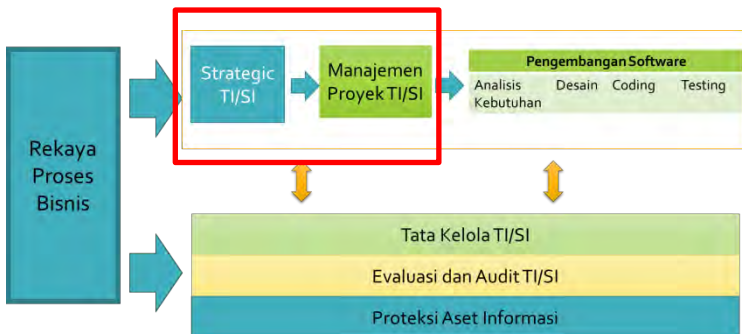 Rekaya
Proses
Bisnis
Strategic
TI/SI
Manajemen
Proyek TI/SI
Pengembangan Software
Analisis Desain Coding Testing
Kebutuhan
Tata Kelola TI/SI
Evaluasi dan Audit TI/SI
Proteksi Aset Informasi